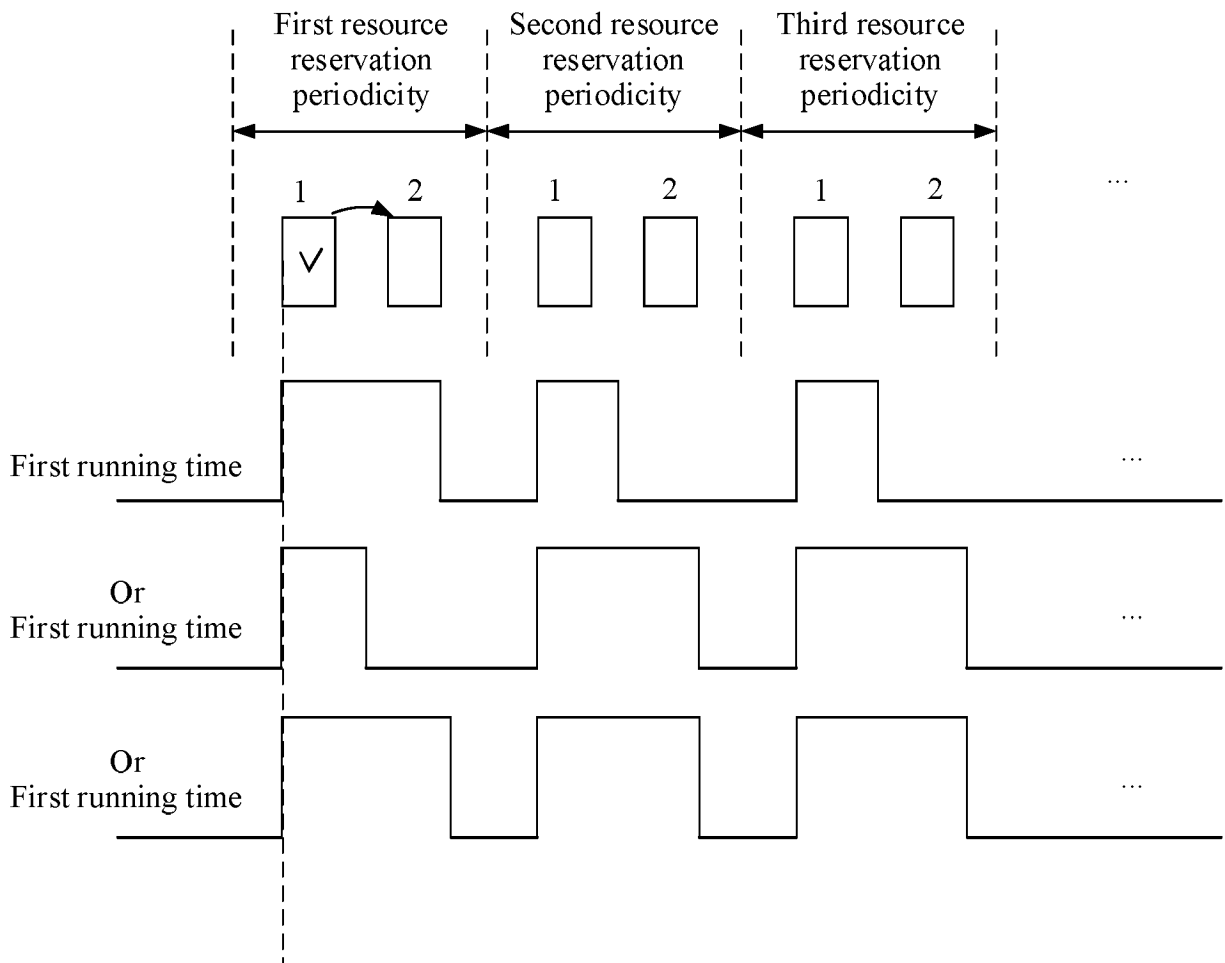 First resource reservation periodicity
Second resource reservation periodicity
Third resource reservation periodicity
1 2 1 2 1 2 ...
First running time ...
Or
First running time ...
Or
First running time ...